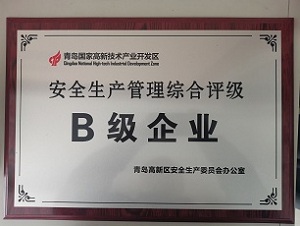 青岛国家高新技术产业开发区
Qingdao National High-tech Industrial Development Zone
安全生产管理综合评级
B级企业
青岛高新区安全生产委员会办公室